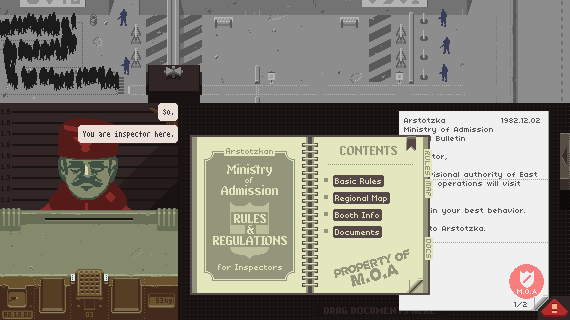 So.
You are inspector here.
Arstotzkan
Ministry
of
Admission
RULES
&
REGULATIONS
for Inspectors
CONTENTS
Basic Rules
Regional Map
Booth Info
Documents
PROPERTY OF
M.O.A
RULES
MAP
DOCS
Arstotzka 1982.12.02
Ministry of Admission
Bulletin
tor,
isional authority of East
operations will visit
in your best behavior.
to Arstotzka.
M.O.A
1/2